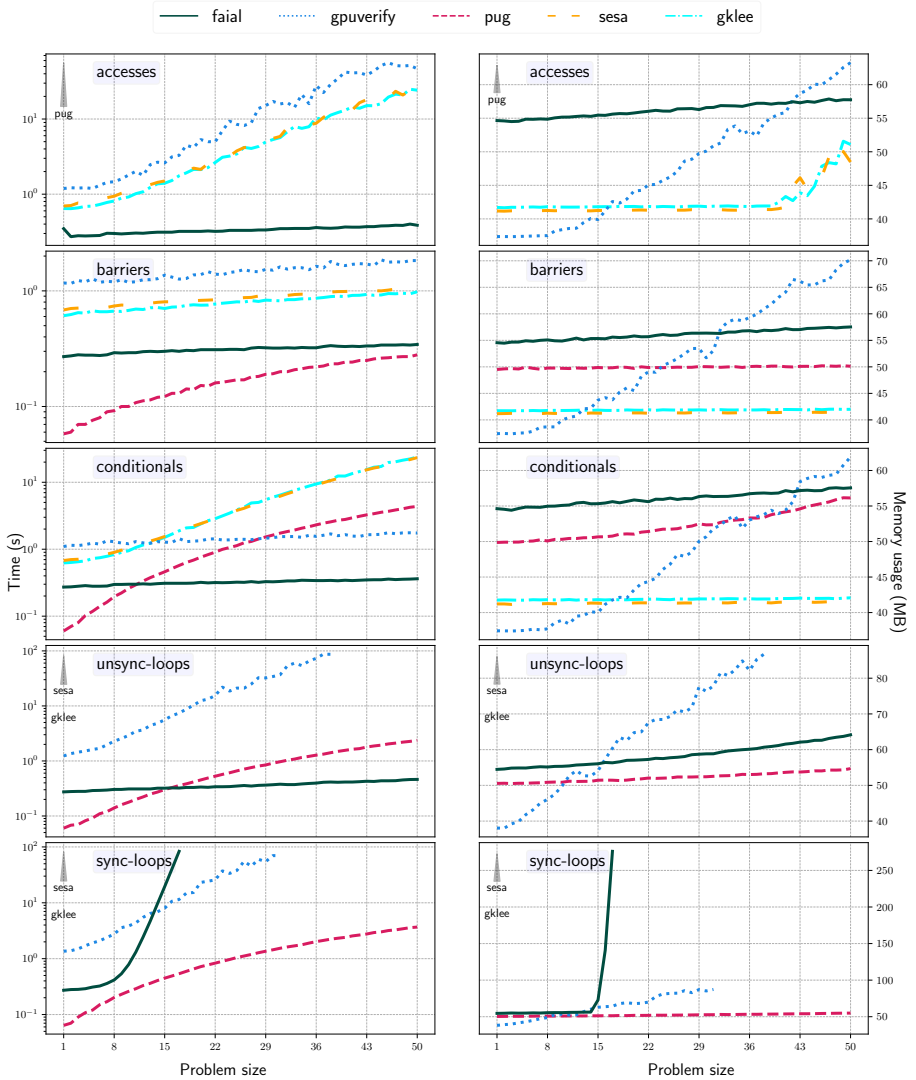 faial gpuverify pug sesa gklee
accesses
pug
10¹
10⁰
accesses
pug
60
55
50
45
40
barriers
10⁰
10⁻¹
barriers
70
65
60
55
50
45
40
conditionals
10¹
10⁰
10⁻¹
Time (s)
conditionals
60
55
50
45
40
Memory usage (MB)
unsync-loops
sesa
gklee
10²
10¹
10⁰
10⁻¹
unsync-loops
sesa
gklee
80
70
60
50
40
sync-loops
sesa
gklee
10²
10¹
10⁰
10⁻¹
1 8 15 22 29 36 43 50
Problem size
sync-loops
sesa
gklee
250
200
150
100
50
1 8 15 22 29 36 43 50
Problem size